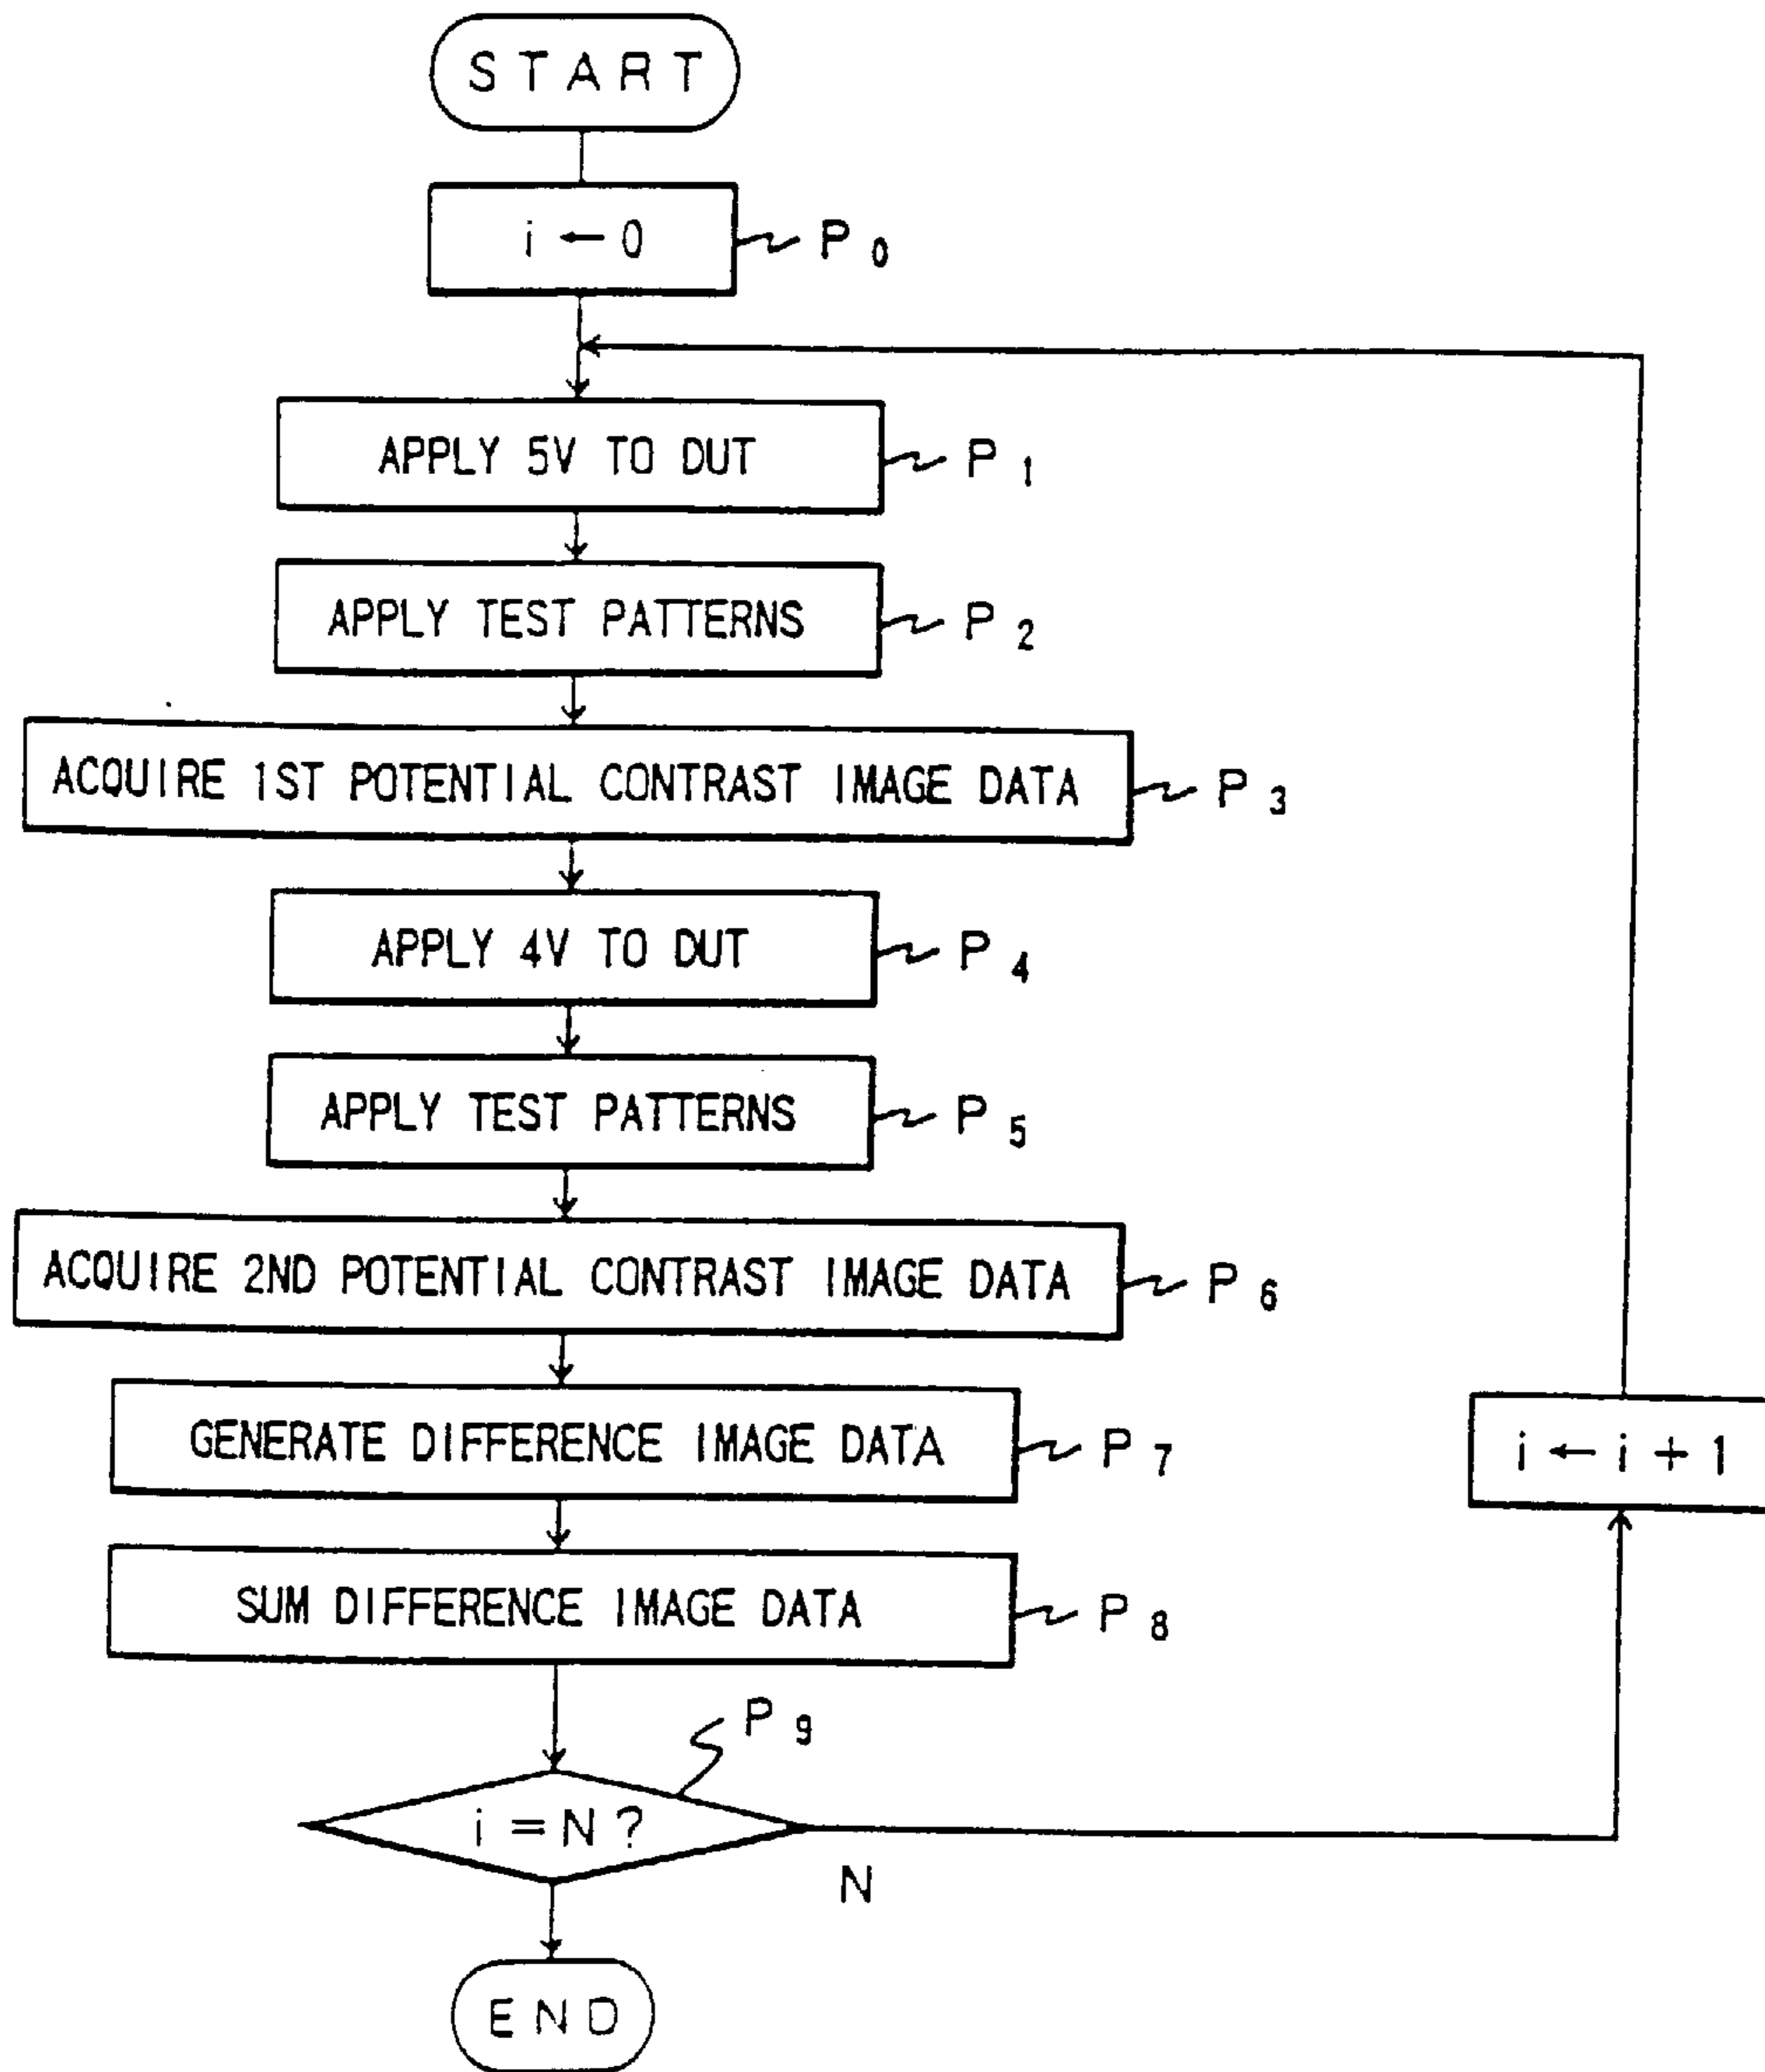 START
i ← 0
P0
APPLY 5V TO DUT
P1
APPLY TEST PATTERNS
P2
ACQUIRE 1ST POTENTIAL CONTRAST IMAGE DATA
P3
APPLY 4V TO DUT
P4
APPLY TEST PATTERNS
P5
ACQUIRE 2ND POTENTIAL CONTRAST IMAGE DATA
P6
GENERATE DIFFERENCE IMAGE DATA
P7
i ← i + 1
SUM DIFFERENCE IMAGE DATA
P8
P9
i = N ?
N
END